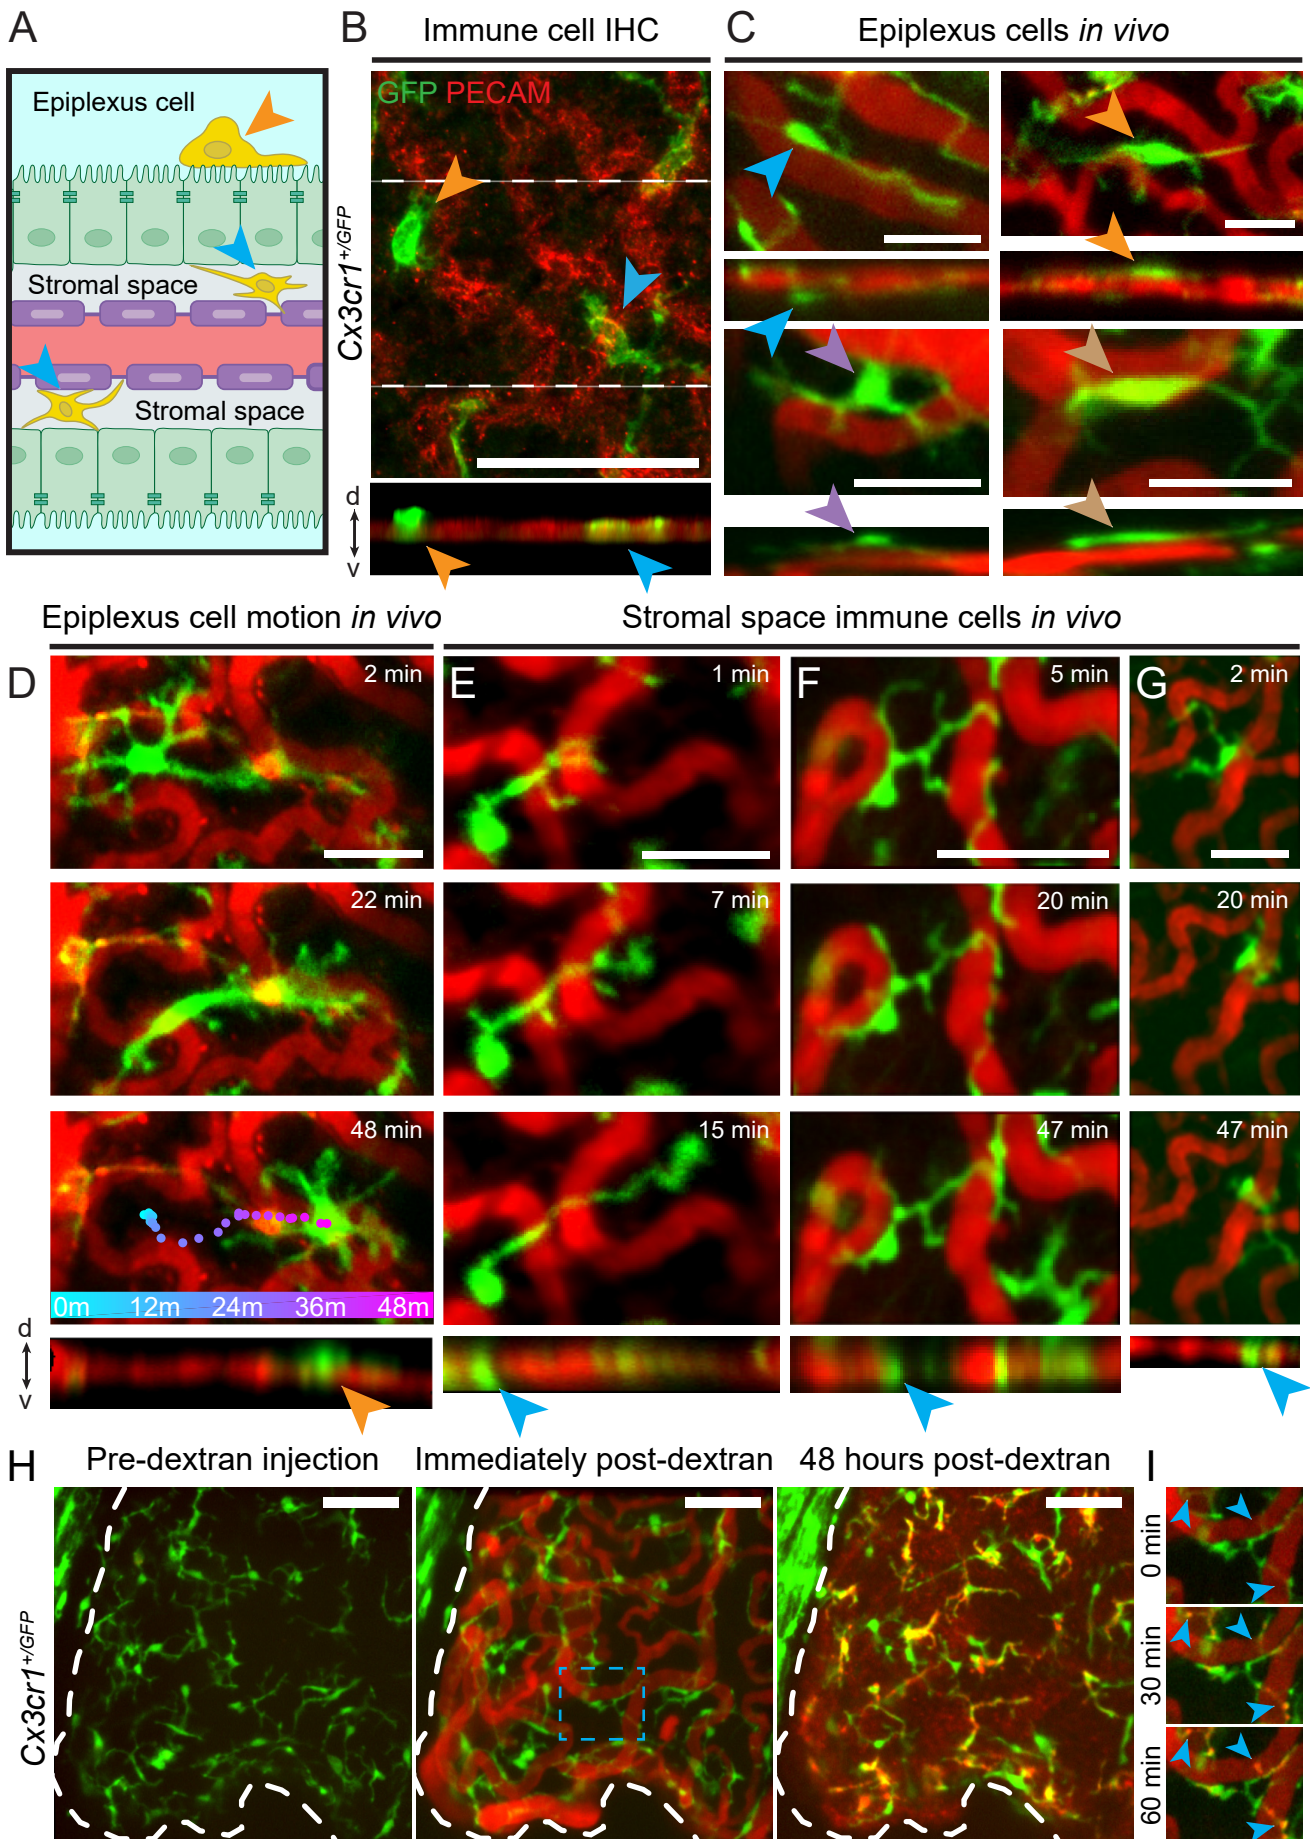 A
Epiplexus cell
Stromal space
Stromal space
B
Immune cell IHC
GFP PECAM
Cx3cr1+/GFP
d
v
C
Epiplexus cells in vivo
Epiplexus cell motion in vivo
Stromal space immune cells in vivo
D
2 min
22 min
48 min
0m 12m 24m 36m 48m
d
v
E
1 min
7 min
15 min
F
5 min
20 min
47 min
G
2 min
20 min
47 min
H
Pre-dextran injection
Immediately post-dextran
48 hours post-dextran
Cx3cr1+/GFP
I
0 min
30 min
60 min